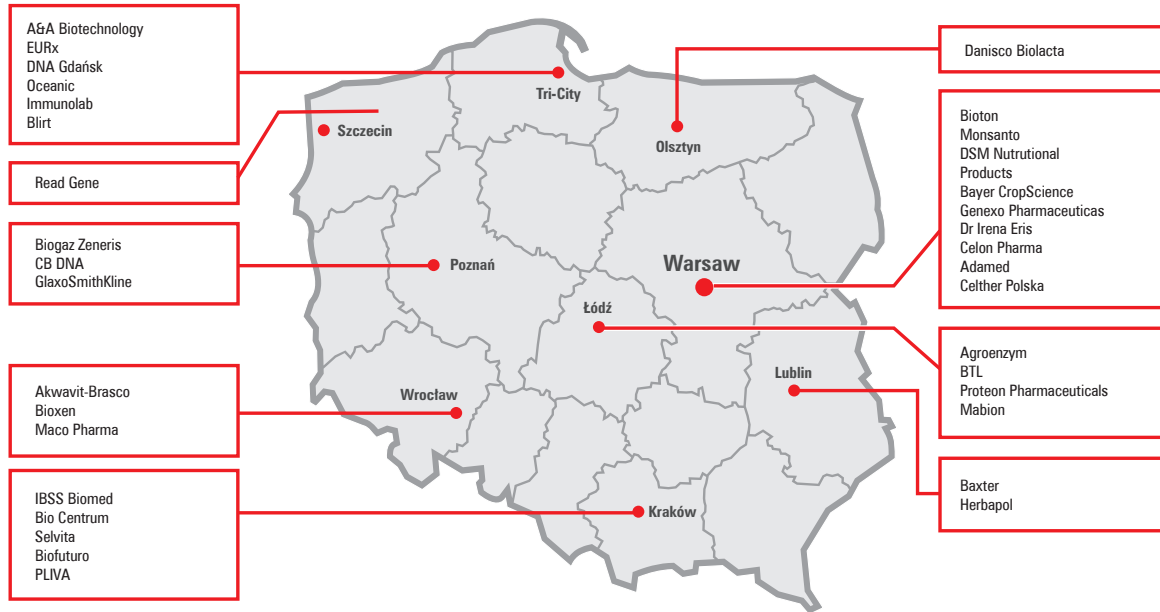 A&A Biotechnology
EURx
DNA Gdańsk
Oceanic
Immunolab
Blirt
Read Gene
Biogaz Zeneris
CB DNA
GlaxoSmithKline
Akwavit-Brasco
Bioxen
Maco Pharma
IBSS Biomed
Bio Centrum
Selvita
Biofuturo
PLIVA
Tri-City
Szczecin
Olsztyn
Poznań
Warsaw
Łódź
Wrocław
Lublin
Kraków
Danisco Biolacta
Bioton
Monsanto
DSM Nutrutional
Products
Bayer CropScience
Genexo Pharmaceuticas
Dr Irena Eris
Celon Pharma
Adamed
Celther Polska
Agroenzym
BTL
Proteon Pharmaceuticals
Mabion
Baxter
Herbapol